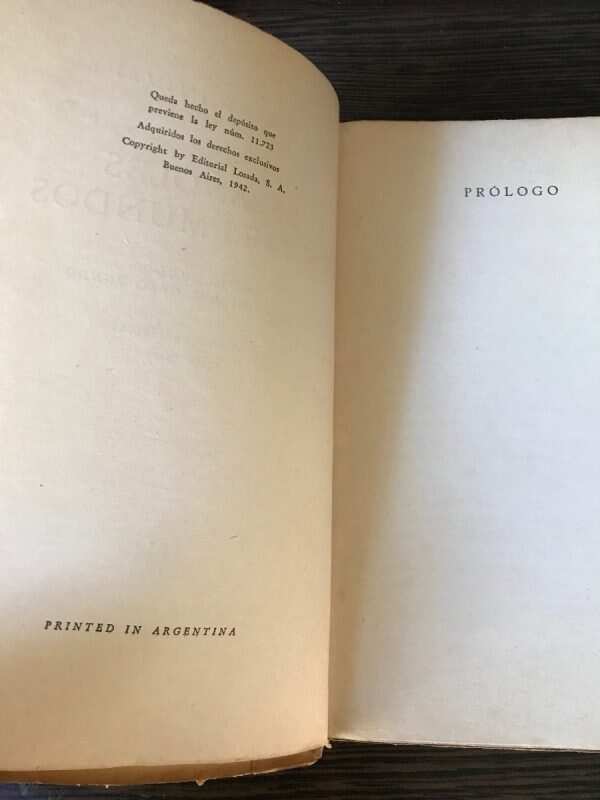 Queda hecho el depósito que
previene la ley núm. 11.723
Adquiridos los derechos exclusivos
Copyright by Editorial Losada, S. A.
Buenos Aires, 1942.
PRINTED IN ARGENTINA
PRÓLOGO